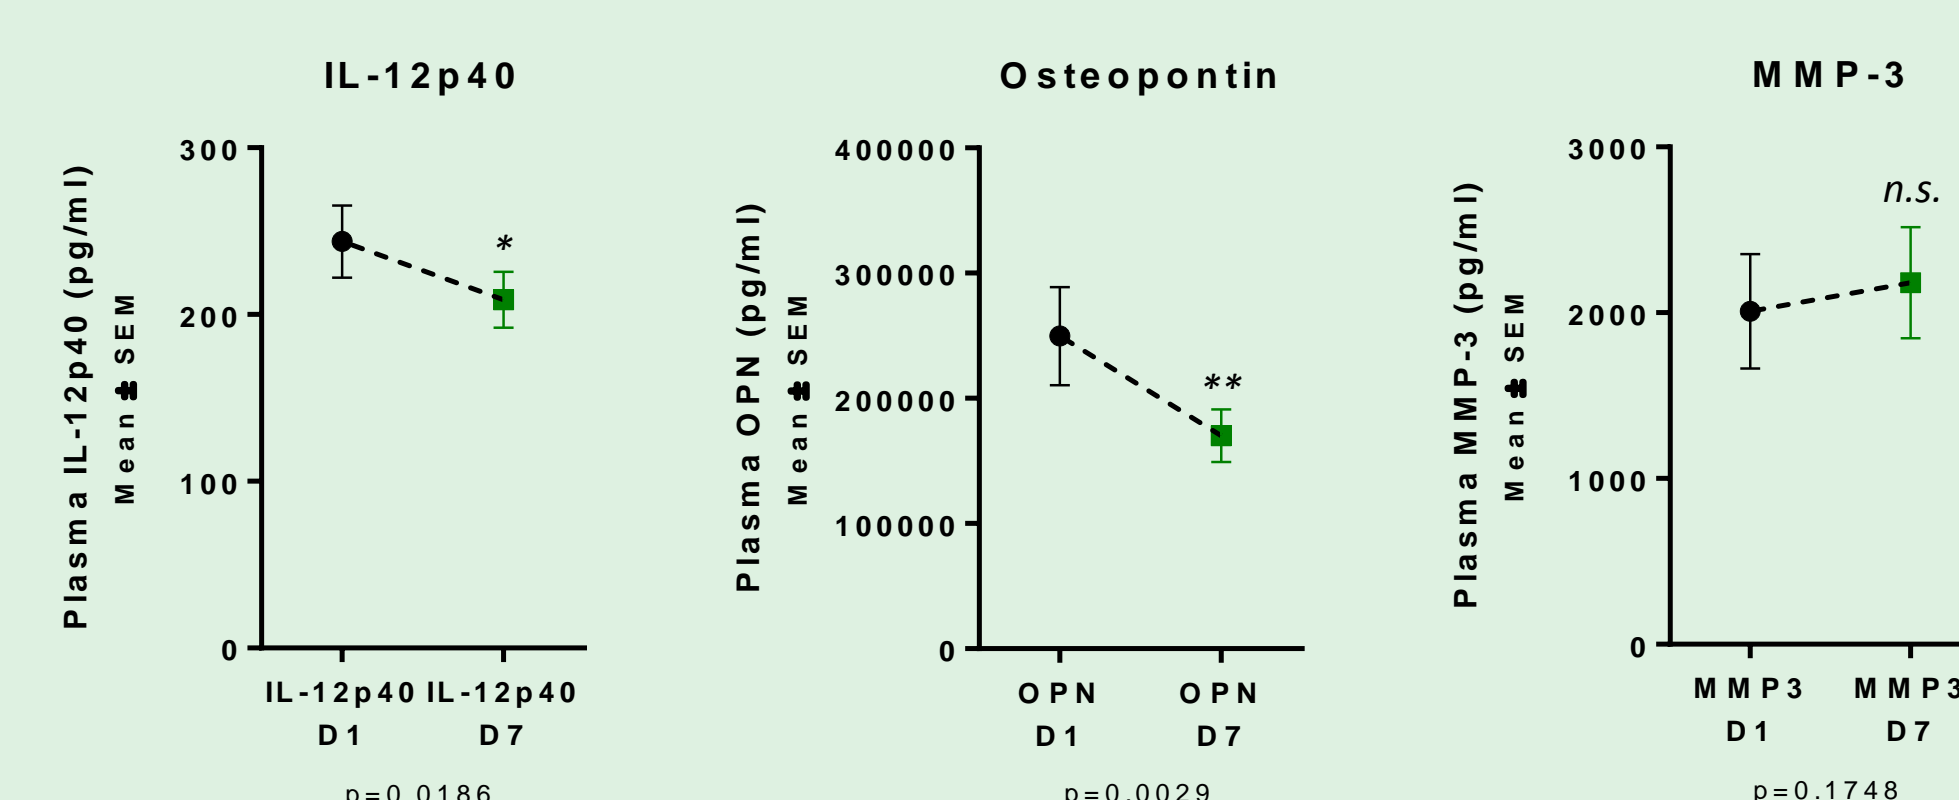 IL-12p40
Plasma IL-12p40 (pg/ml)
Mean SEM
300
200
100
0
*
IL-12p40 IL-12p40
D1 D7
p=0.0186
Osteopontin
Plasma OPN (pg/ml)
Mean SEM
400000
300000
200000
100000
0
**
OPN OPN
D1 D7
p=0.0029
MMP-3
Plasma MMP-3 (pg/ml)
Mean SEM
3000
2000
1000
0
n.s.
MMP3 MMP3
D1 D7
p=0.1748